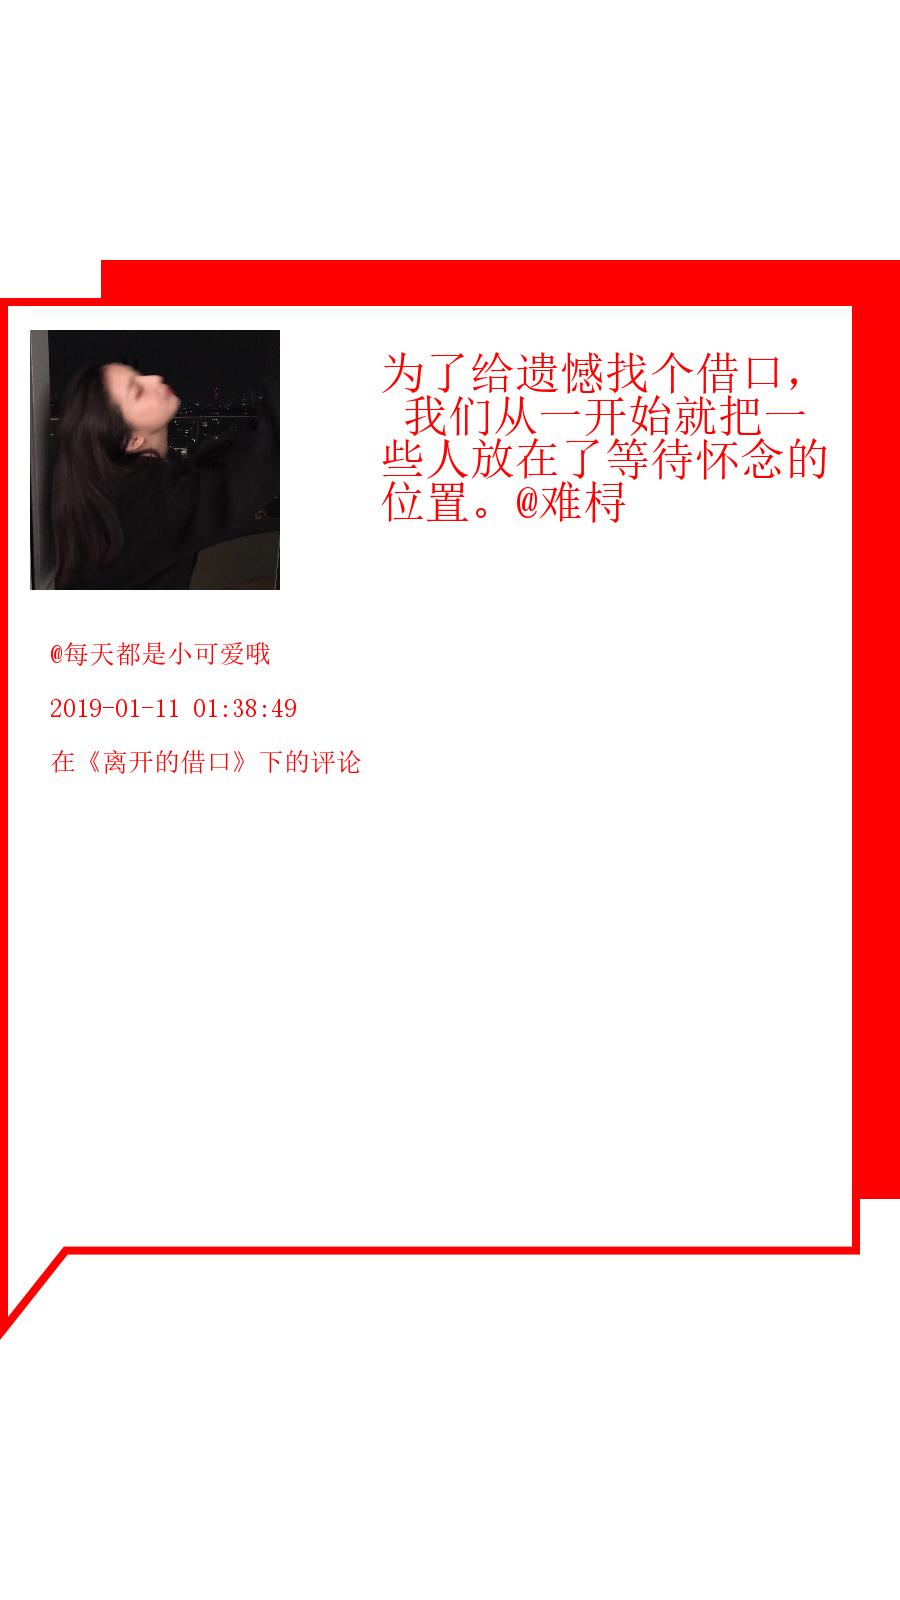 为了给遗憾找个借口，
我们从一开始就把一
些人放在了等待怀念的
位置。@难桪
@每天都是小可爱哦
2019-01-11 01:38:49
在《离开的借口》下的评论